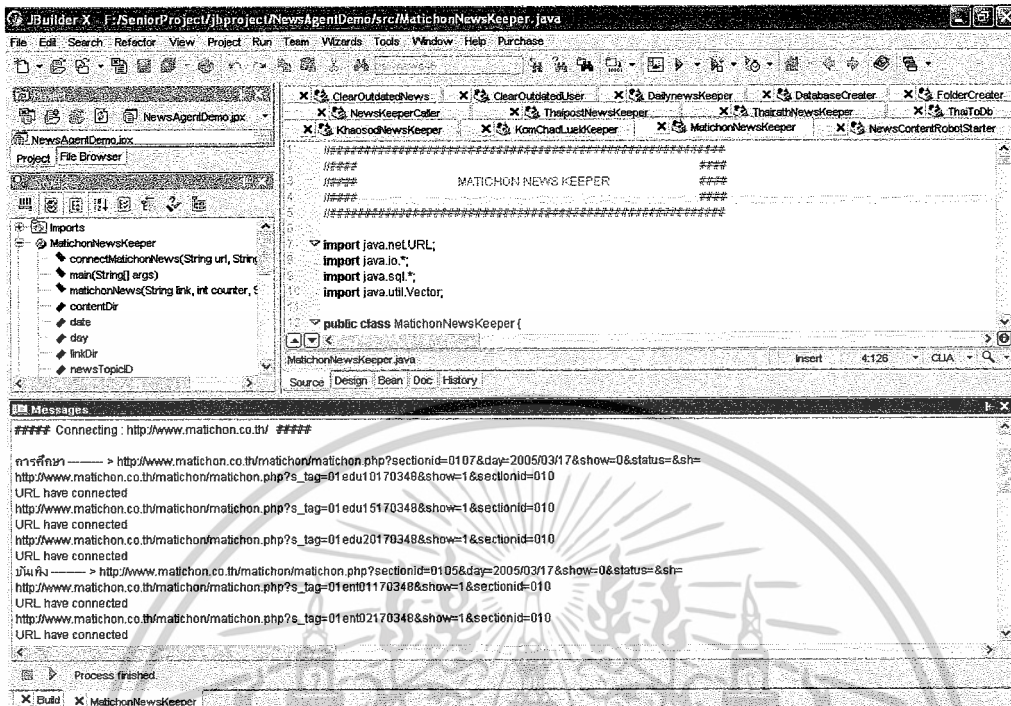 JBuilder X - F:/SeniorProject/jbproject/NewsAgentDemo/src/MatichonNewsKeeper.java
File Edit Search Refactor View Project Run Team Wizards Tools Window Help Purchase
ClearOutdatedNews ClearOutdatedUser DailynewsKeeper DatabaseCreater FolderCreater
NewsKeeperCaller ThaipostNewsKeeper ThairathNewsKeeper ThaiToDb
KhaosodNewsKeeper KomChadLuekKeeper MatichonNewsKeeper NewsContentRobotStarter
NewsAgentDemo.jpx
NewsAgentDemo.jpx
Project File Browser
Imports
MatichonNewsKeeper
connectMatichonNews(String url, String
main(String[] args)
matichonNews(String link, int counter, S
contentDir
date
day
linkDir
newsTopicID
MATICHON NEWS KEEPER
import java.net.URL;
import java.io.*;
import java.sql.*;
import java.util.Vector;
public class MatichonNewsKeeper {
MatichonNewsKeeper.java Insert 4:126 CUA
Source Design Bean Doc History
Messages
##### Connecting : http://www.matichon.co.th/ #####
การศึกษา --------- > http://www.matichon.co.th/matichon/matichon.php?sectionid=0107&day=2005/03/17&show=0&status=&sh=
http://www.matichon.co.th/matichon/matichon.php?s_tag=01edu10170348&show=1&sectionid=010
URL have connected
http://www.matichon.co.th/matichon/matichon.php?s_tag=01edu15170348&show=1&sectionid=010
URL have connected
http://www.matichon.co.th/matichon/matichon.php?s_tag=01edu20170348&show=1&sectionid=010
URL have connected
บันเทิง --------- > http://www.matichon.co.th/matichon/matichon.php?sectionid=0105&day=2005/03/17&show=0&status=&sh=
http://www.matichon.co.th/matichon/matichon.php?s_tag=01ent01170348&show=1&sectionid=010
URL have connected
http://www.matichon.co.th/matichon/matichon.php?s_tag=01ent02170348&show=1&sectionid=010
URL have connected
Process finished.
Build MatichonNewsKeeper